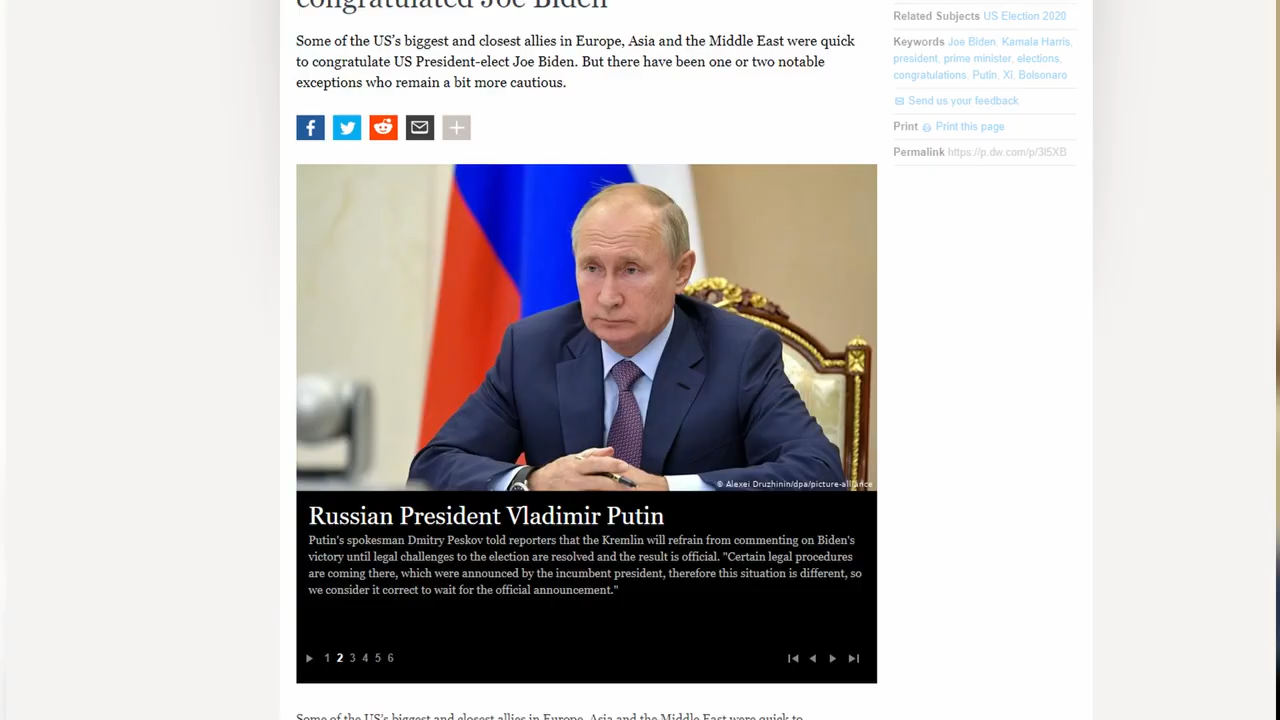 congratulated Joe Biden
Some of the US's biggest and closest allies in Europe, Asia and the Middle East were quick
to congratulate US President-elect Joe Biden. But there have been one or two notable
exceptions who remain a bit more cautious.
Related Subjects US Election 2020
Keywords Joe Biden, Kamala Harris,
president, prime minister, elections,
congratulations, Putin, Xi, Bolsonaro
Send us your feedback
Print Print this page
Permalink https://p.dw.com/p/3l5XB
© Alexei Druzhinin/dpa/picture-alliance
Russian President Vladimir Putin
Putin's spokesman Dmitry Peskov told reporters that the Kremlin will refrain from commenting on Biden's
victory until legal challenges to the election are resolved and the result is official. "Certain legal procedures
are coming there, which were announced by the incumbent president, therefore this situation is different, so
we consider it correct to wait for the official announcement."
1 2 3 4 5 6
Some of the US's biggest and closest allies in Europe, Asia and the Middle East were quick to